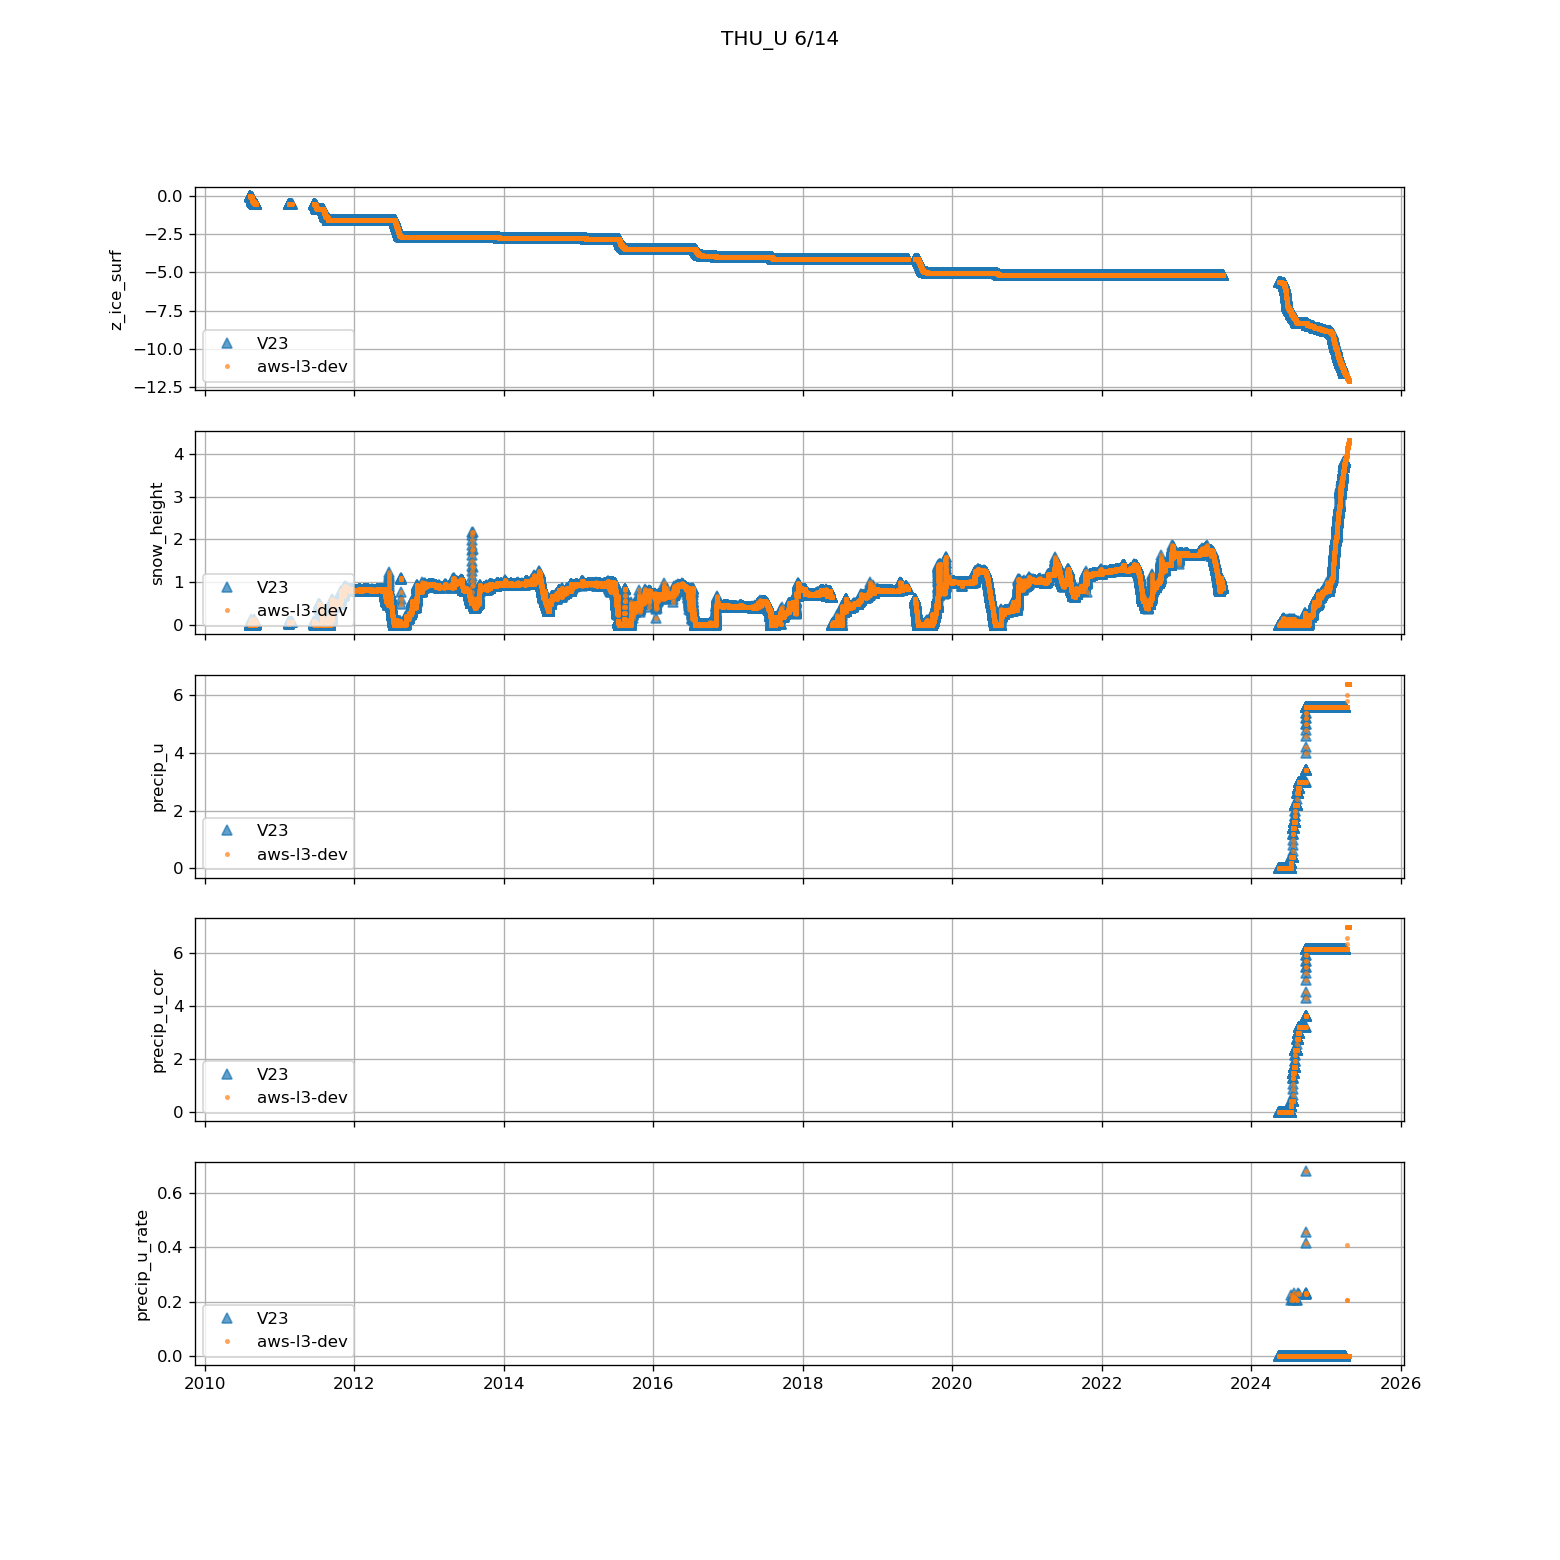 THU_U 6/14
0.0
−2.5
−5.0
−7.5
−10.0
−12.5
z_ice_surf
V23
aws-l3-dev
4
3
2
1
0
snow_height
V23
aws-l3-dev
6
4
2
0
precip_u
V23
aws-l3-dev
6
4
2
0
precip_u_cor
V23
aws-l3-dev
0.6
0.4
0.2
0.0
precip_u_rate
V23
aws-l3-dev
2010 2012 2014 2016 2018 2020 2022 2024 2026